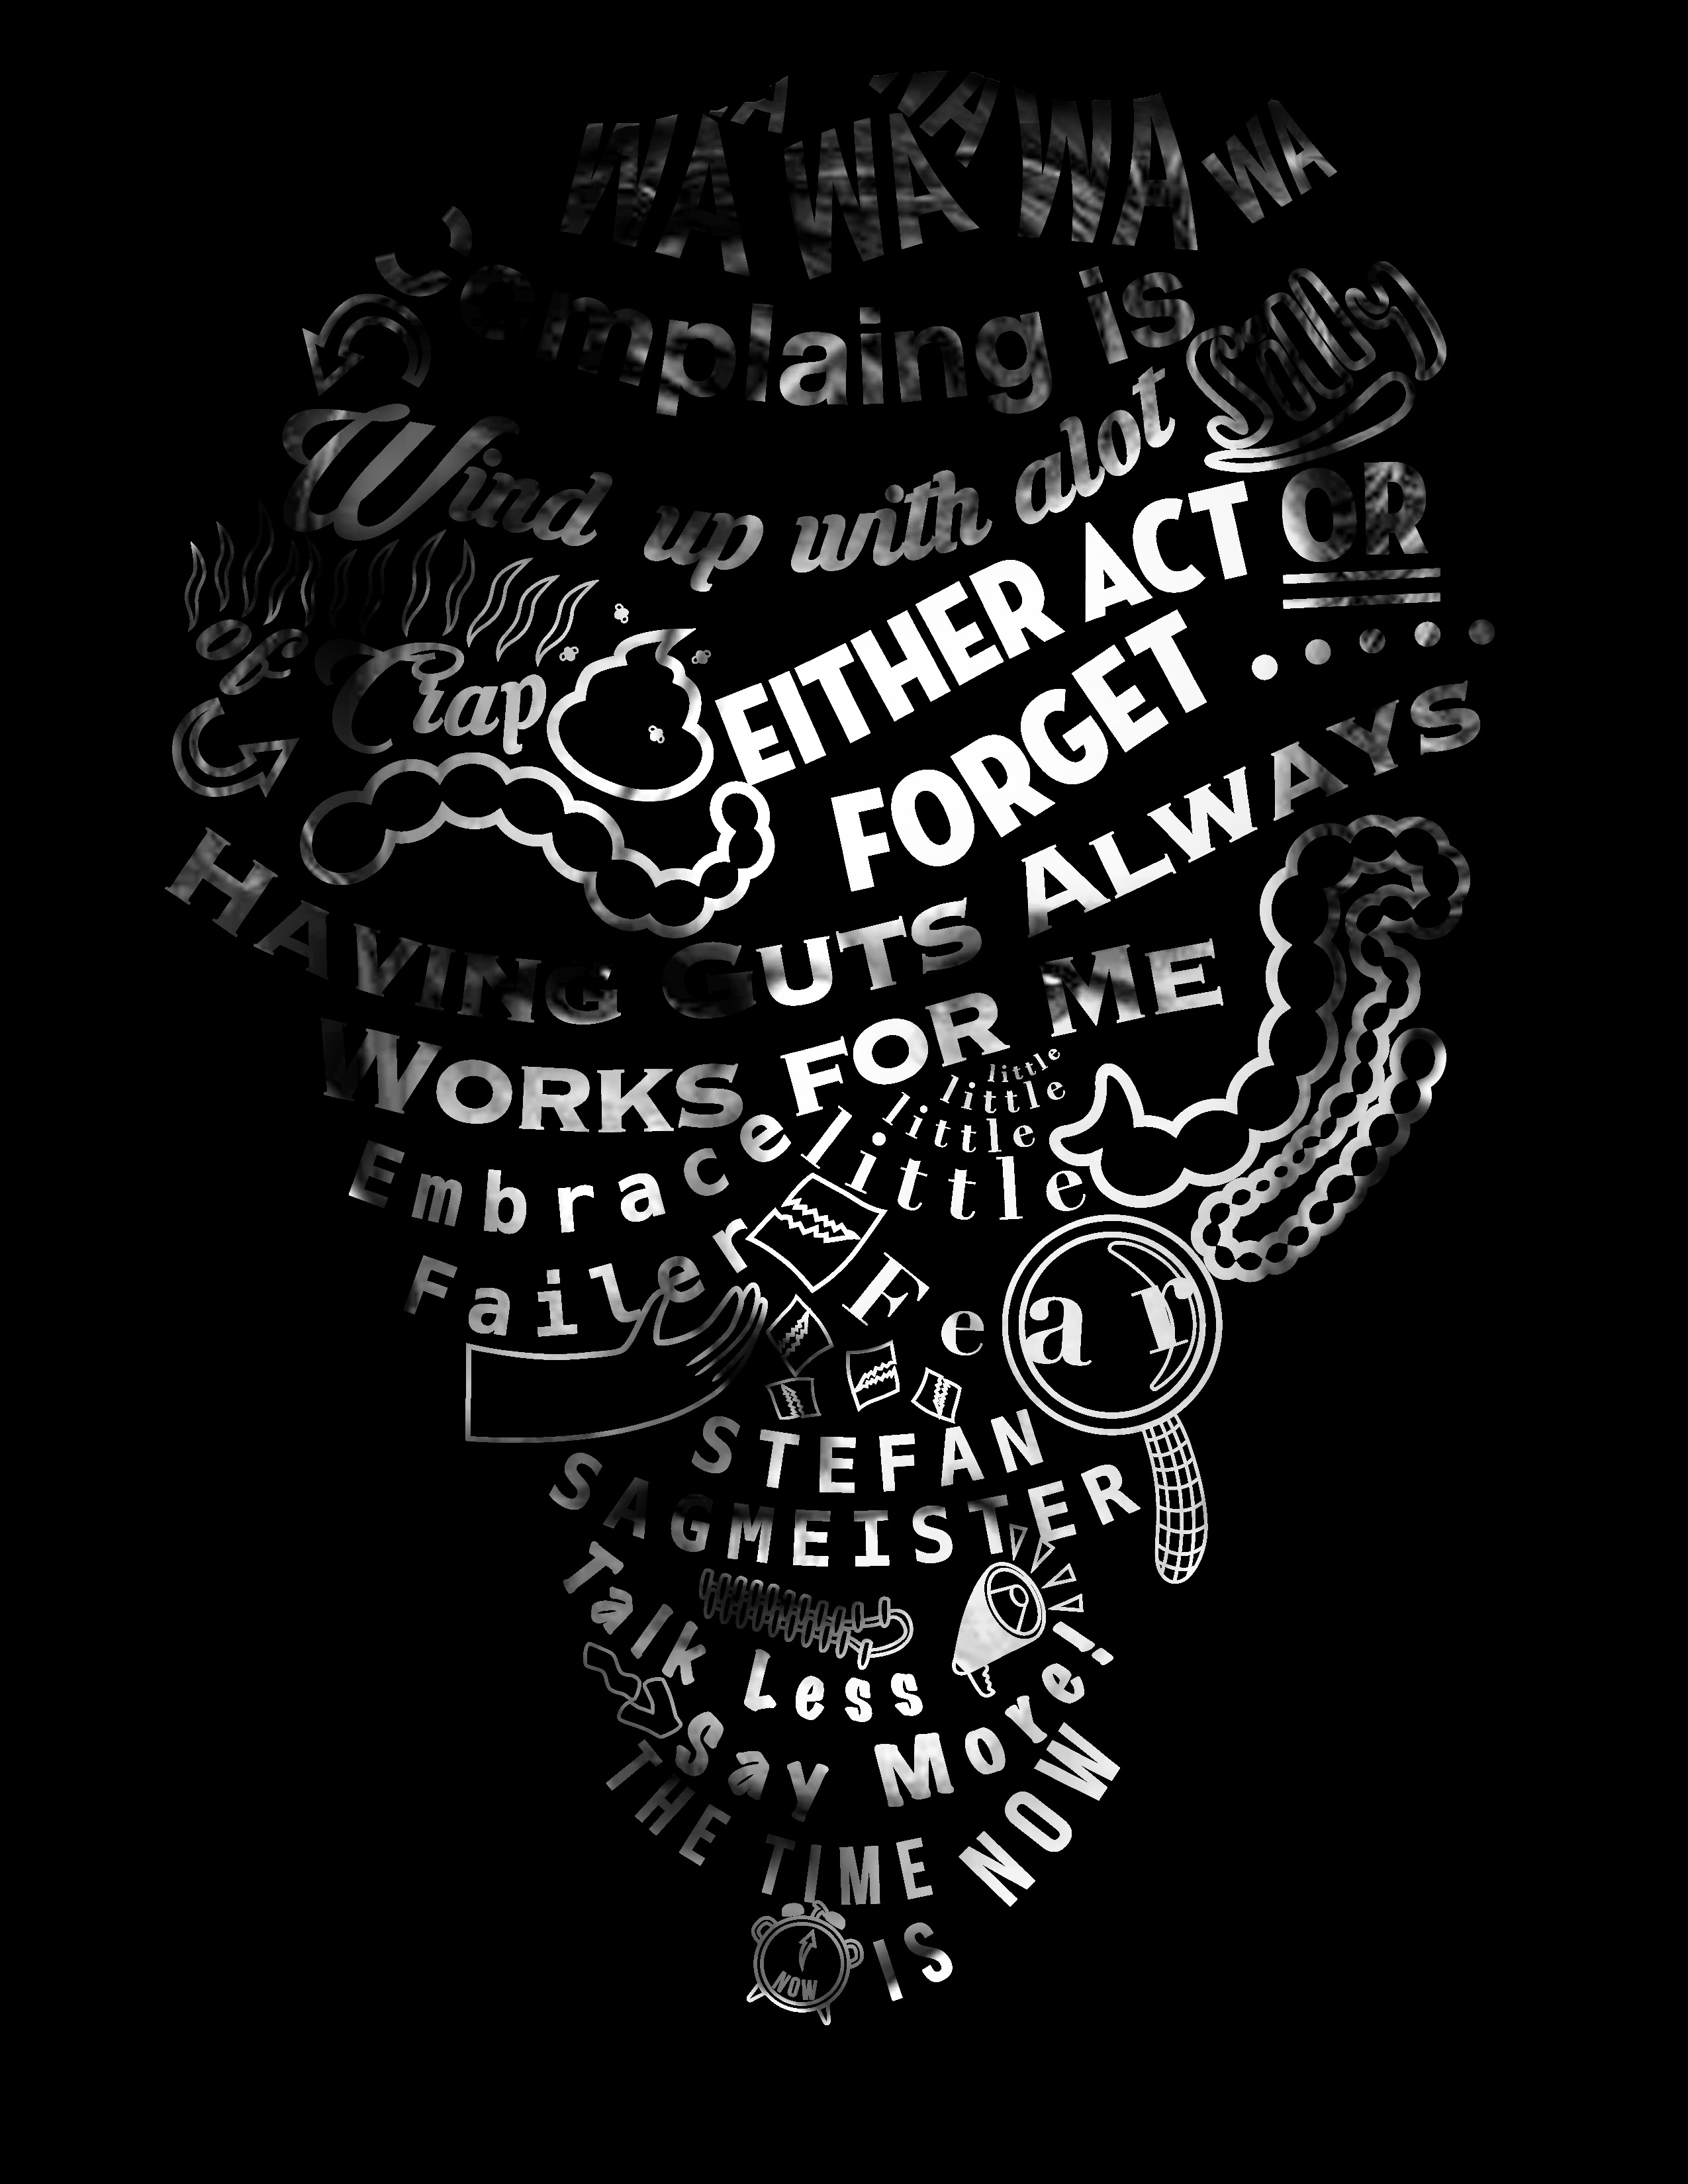 WA WA
WA WA WA WA
Complaing is Silly
Wind up with alot
of Crap
EITHER ACT OR
FORGET .....
HAVING GUTS ALWAYS
WORKS FOR ME
Embrace
Failer
little
little
little
little
Fear
STEFAN
SAGMEISTER
Talk Less
Say More!
THE TIME
IS NOW
NOW